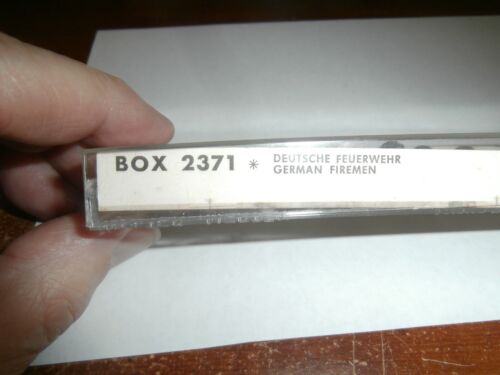 BOX 2371 * DEUTSCHE FEUERWEHR
GERMAN FIREMEN